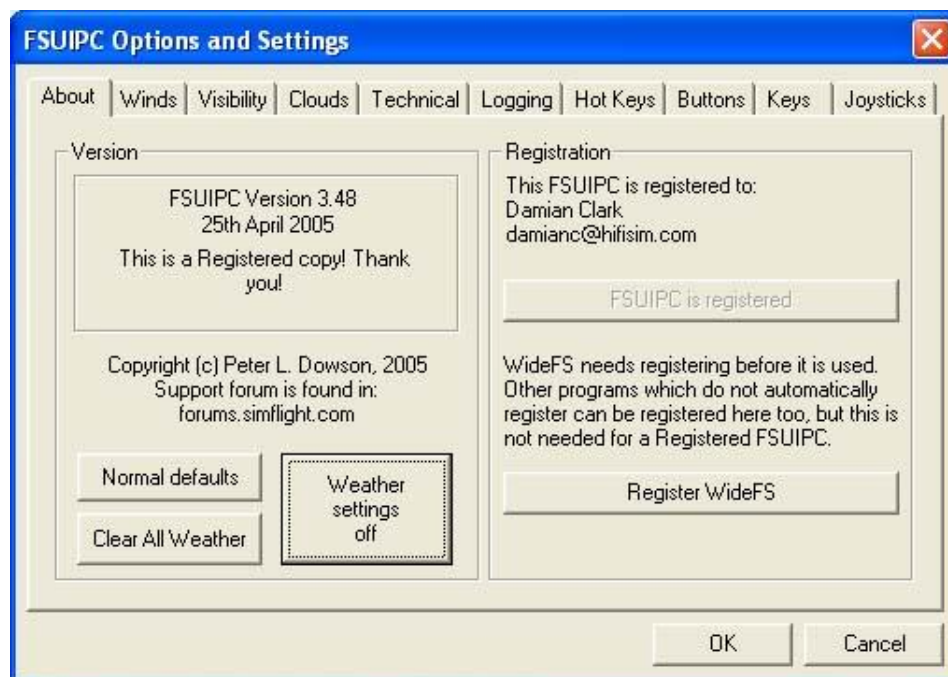 FSUIPC Options and Settings
About Winds Visibility Clouds Technical Logging Hot Keys Buttons Keys Joysticks
Version
FSUIPC Version 3.48
25th April 2005
This is a Registered copy! Thank
you!
Copyright (c) Peter L. Dowson, 2005
Support forum is found in:
forums.simflight.com
Normal defaults
Clear All Weather
Weather
settings
off
Registration
This FSUIPC is registered to:
Damian Clark
damianc@hifisim.com
FSUIPC is registered
WideFS needs registering before it is used.
Other programs which do not automatically
register can be registered here too, but this is
not needed for a Registered FSUIPC.
Register WideFS
OK
Cancel